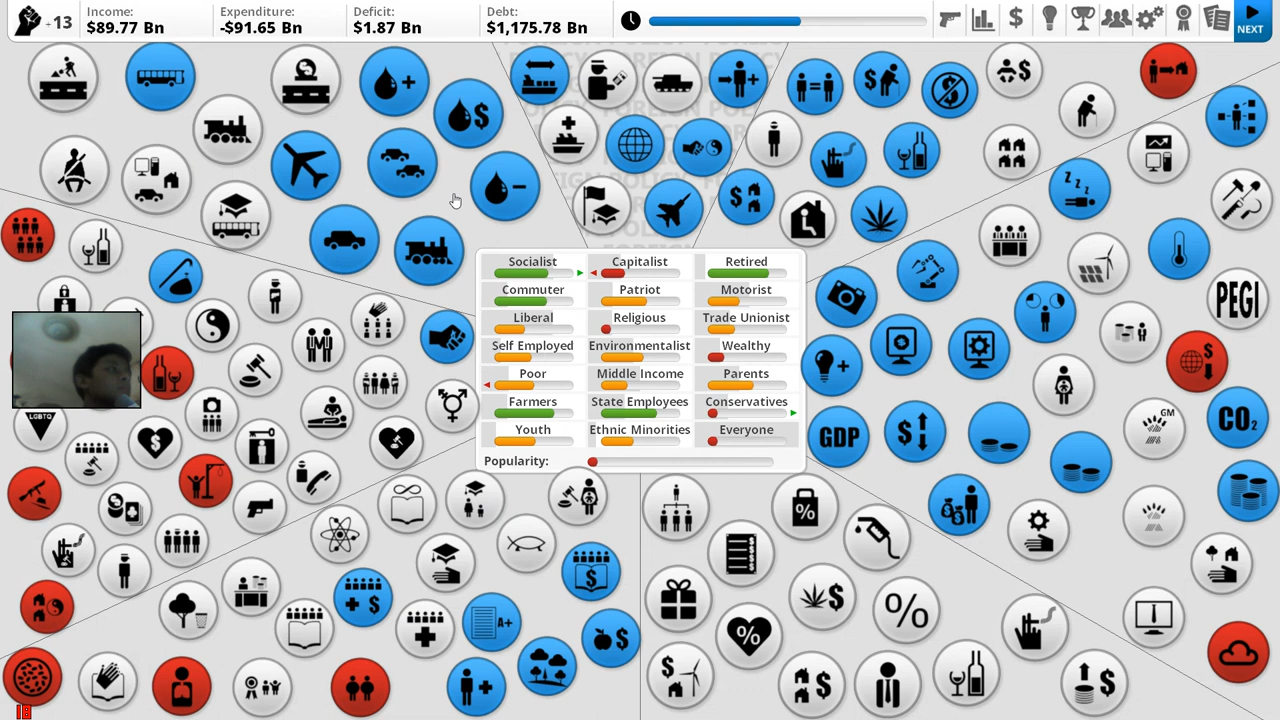 Income: Expenditure: Deficit: Debt:
+13 $89.77 Bn -$91.65 Bn $1.87 Bn $1,175.78 Bn NEXT
Socialist Capitalist Retired
Commuter Patriot Motorist
Liberal Religious Trade Unionist
Self Employed Environmentalist Wealthy
Poor Middle Income Parents
Farmers State Employees Conservatives
Youth Ethnic Minorities Everyone
Popularity:
PEGI
CO2
GDP
GM
LGBTQ
A+
18